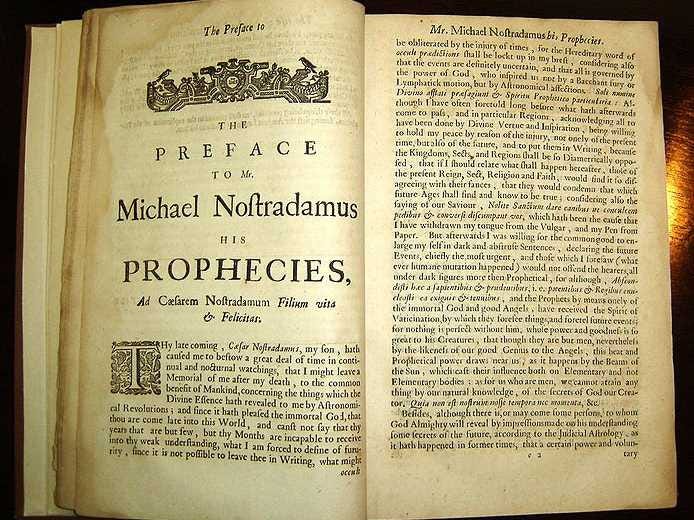 The Preface to
THE
PREFACE
TO Mr.
Michael Noſtradamus
HIS
PROPHECIES,
Ad Cæſarem Noſtradamum Filium vita
& Felicitas.
THy late coming, Cæſar Noſtradamus, my ſon, hath
cauſed me to beſtow a great deal of time in conti-
nual and nocturnal watchings, that I might leave a
Memorial of me after my death, to the common
benefit of Mankind, concerning the things which the
Divine Eſſence hath revealed to me by Aſtronomi-
cal Revolutions; and ſince it hath pleaſed the immortal God, that
thou are come late into this World, and canſt not ſay that thy
years that are but few, but thy Months are incapable to receive
into thy weak underſtanding, what I am forced to define of futu-
rity, ſince it is not poſſible to leave thee in Writing, what might
occult
Mr. Michael Noſtradamus his, Prophecies.
be obliterated by the injury of times, for the Hereditary word of
occult prædictions ſhall be lockt up in my breſt, conſidering alſo
that the events are definitely uncertain, and that all is governed by
the power of God, who inſpired us not by a Bacchant fury or
Lymphatick motion, but by Aſtronomical aſſections. Solo numine
Divino afflati præſagiunt & Spiritu Prophetico particularia: Al-
though I have often foretold long before what hath afterwards
come to paſs, and in particular Regions, acknowledging all to
have been done by Divine Vertue and Inſpiration, being willing
to hold my peace by reaſon of the injury, not onely of the preſent
time, but alſo of the future, and to put them in Writing, becauſe
the Kingdoms, Sects, and Regions ſhall be ſo Diametrically oppo-
ſed, that if I ſhould relate what ſhall happen hereafter, thoſe of
the preſent Reign, Sect, Religion and Faith, would find it ſo diſ-
agreeing with their fances, that they would condemn that which
future Ages ſhall find and know to be true; conſidering alſo the
ſaying of our Saviour, Nolite Sanctum dare canibus ne conculcem
pedibus & converſi diſcumpant vos, which hath been the cauſe that
I have withdrawn my tongue from the Vulgar, and my Pen from
Paper. But afterwards I was willing for the common good to en-
large my ſelf in dark and abſtruſe Sentences, declaring the future
Events, chiefly the moſt urgent, and thoſe which I foreſaw (what
ever humane mutation happened) would not offend the hearers, all
under dark figures more then Prophetical, for although, Abſcon-
diſti hæc a ſapientibus & prudentibus, i. e. potentibus & Regibus enu-
cleaſti ea exiguis & tenuibus, and the Prophets by means onely of
the immortal God and good Angels, have received the Spirit of
Vaticination, by which they foreſee things, and foretel future events;
for nothing is perfect without him, whoſe power and goodneſs is ſo
great to his Creatures, that though they are but men, nevertheleſs
by the likeneſs of our good Genius to the Angels, this heat and
Prophetical power draws near us, as it happens by the Beams of
the Sun, which caſt their influence both on Elementary and not
Elementary bodies; as for us who are men, we cannot attain any
thing by our natural knowledge, of the ſecrets of God our Crea-
tor. Quia non eſt noſtrum noſſe tempora nec momenta, &c.
Beſides, although there is, or may come ſome perſons, to whom
God Almighty will reveal by impreſſions made on his underſtanding
ſome ſecrets of the future, according to the Judicial Aſtrology, as
it hath happened in former times, that a certain power and volun-
c 2 tary